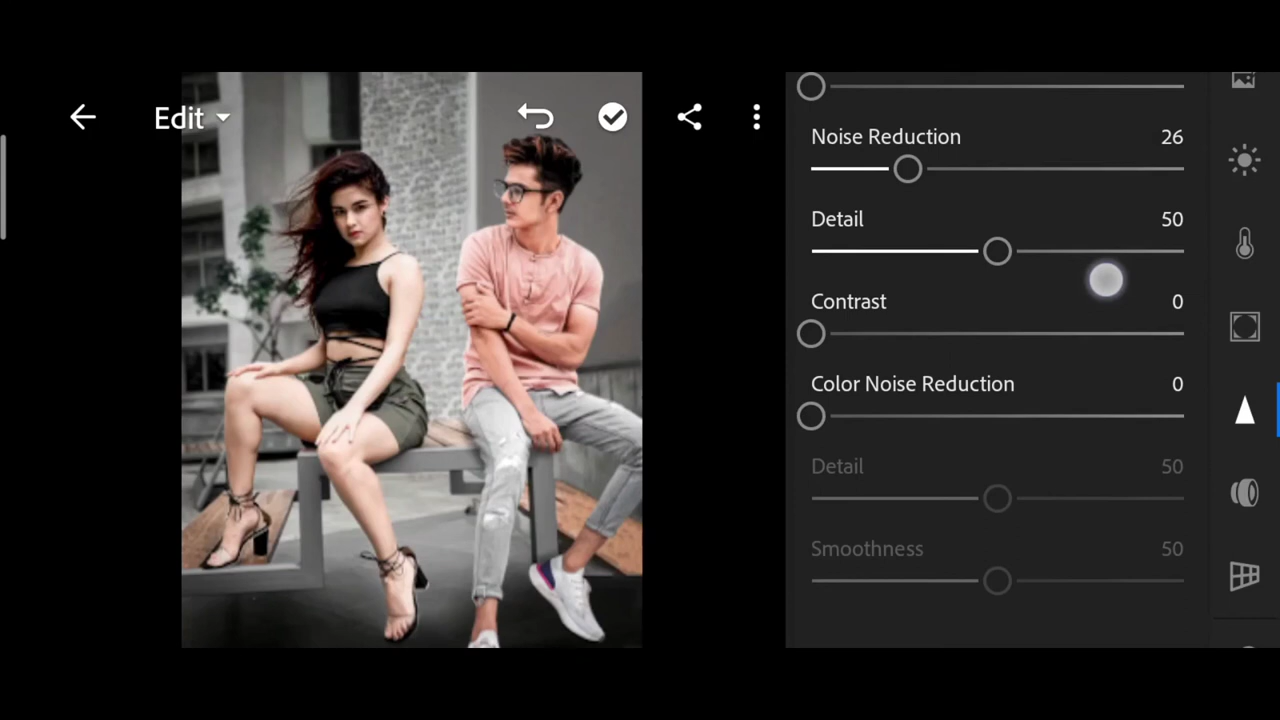 Edit
Noise Reduction 26
Detail 50
Contrast 0
Color Noise Reduction 0
Detail 50
Smoothness 50